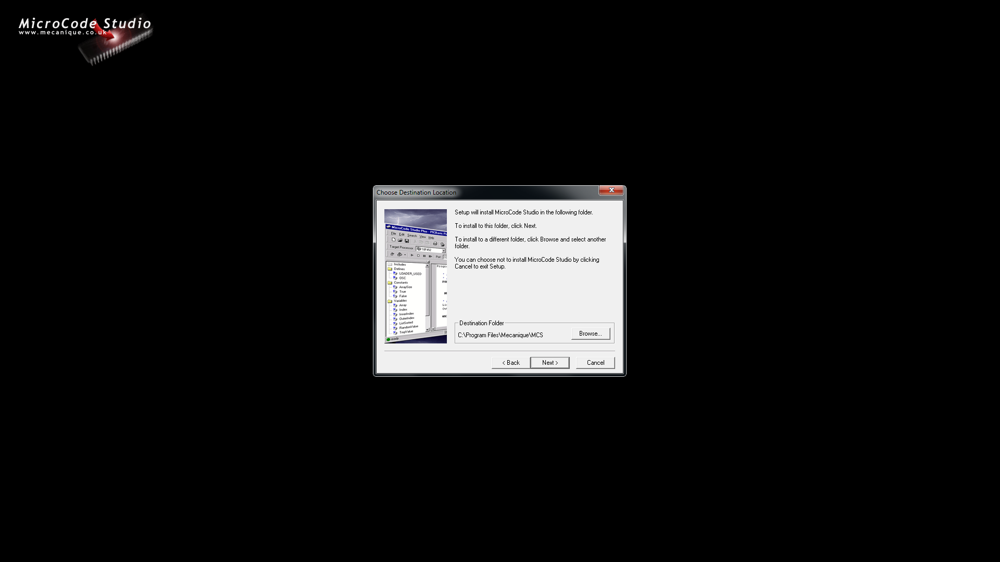 MicroCode Studio
www.mecanique.co.uk
Choose Destination Location
MicroCode Studio Plus - PICBasic
File Edit Search View Help
Target Processor: 18F452
Port:
Includes
Defines
LOADER_USED
OSC
Constants
ArraySize
True
False
Variables
Array
Index
InnerIndex
OuterIndex
ListSorted
RandomValue
TmpValue
ready
Setup will install MicroCode Studio in the following folder.
To install to this folder, click Next.
To install to a different folder, click Browse and select another
folder.
You can choose not to install MicroCode Studio by clicking
Cancel to exit Setup.
Destination Folder
C:\Program Files\Mecanique\MCS
Browse...
< Back
Next >
Cancel